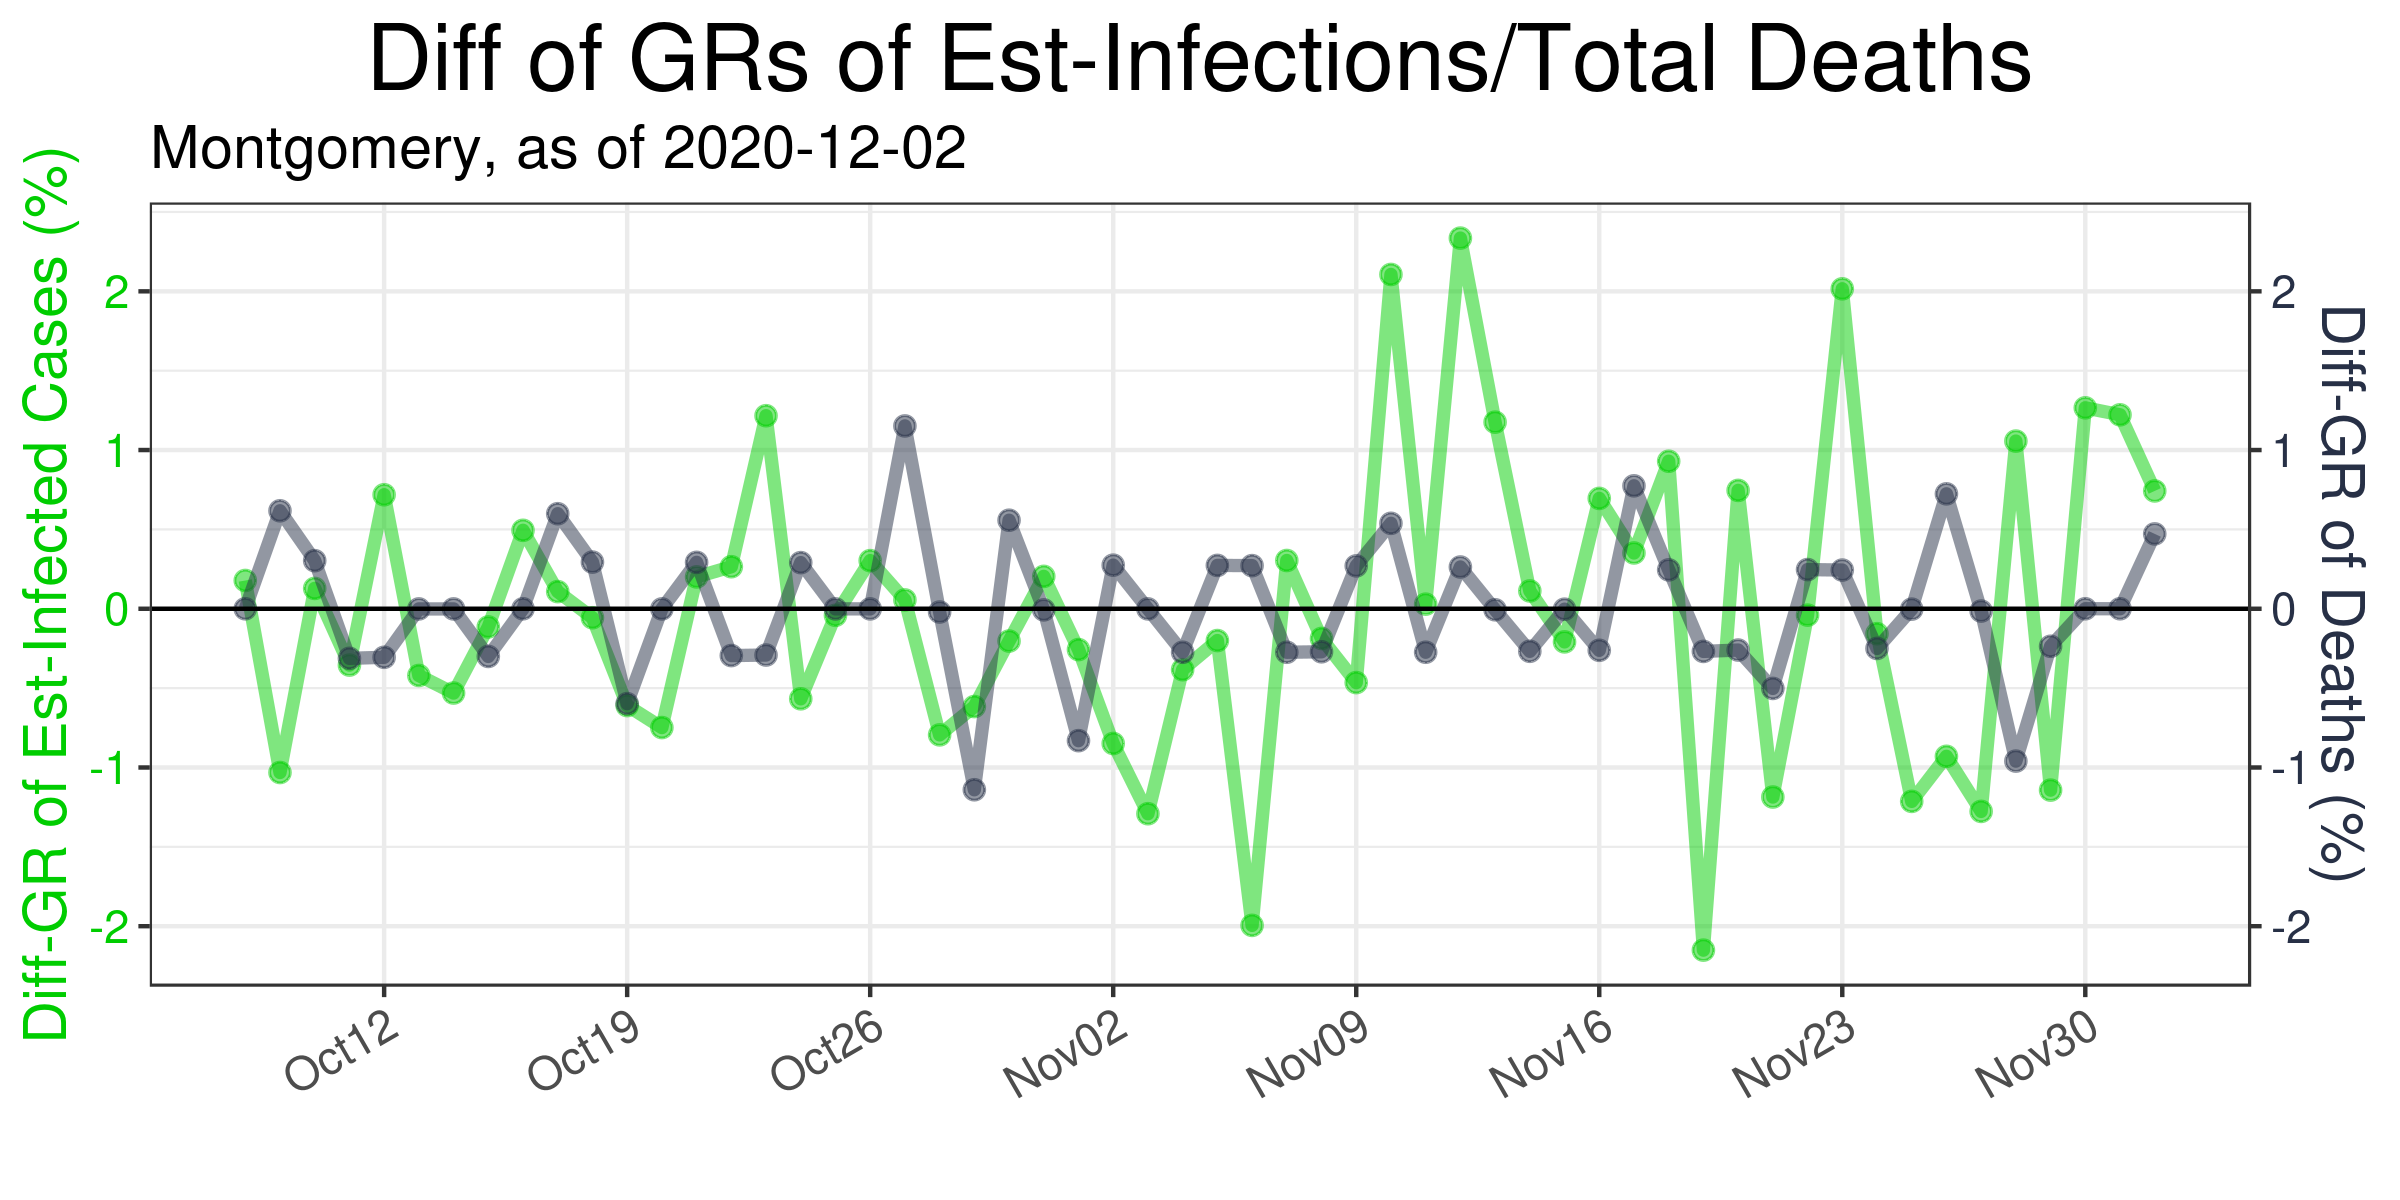 Diff of GRs of Est-Infections/Total Deaths
Montgomery, as of 2020-12-02
Diff-GR of Est-Infected Cases (%)
2
1
0
-1
-2
2
1
0
-1
-2
Diff-GR of Deaths (%)
Oct12
Oct19
Oct26
Nov02
Nov09
Nov16
Nov23
Nov30